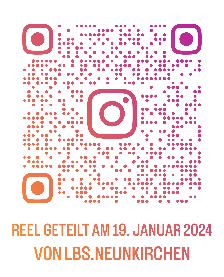 REEL GETEILT AM 19. JANUAR 2024
VON LBS.NEUNKIRCHEN